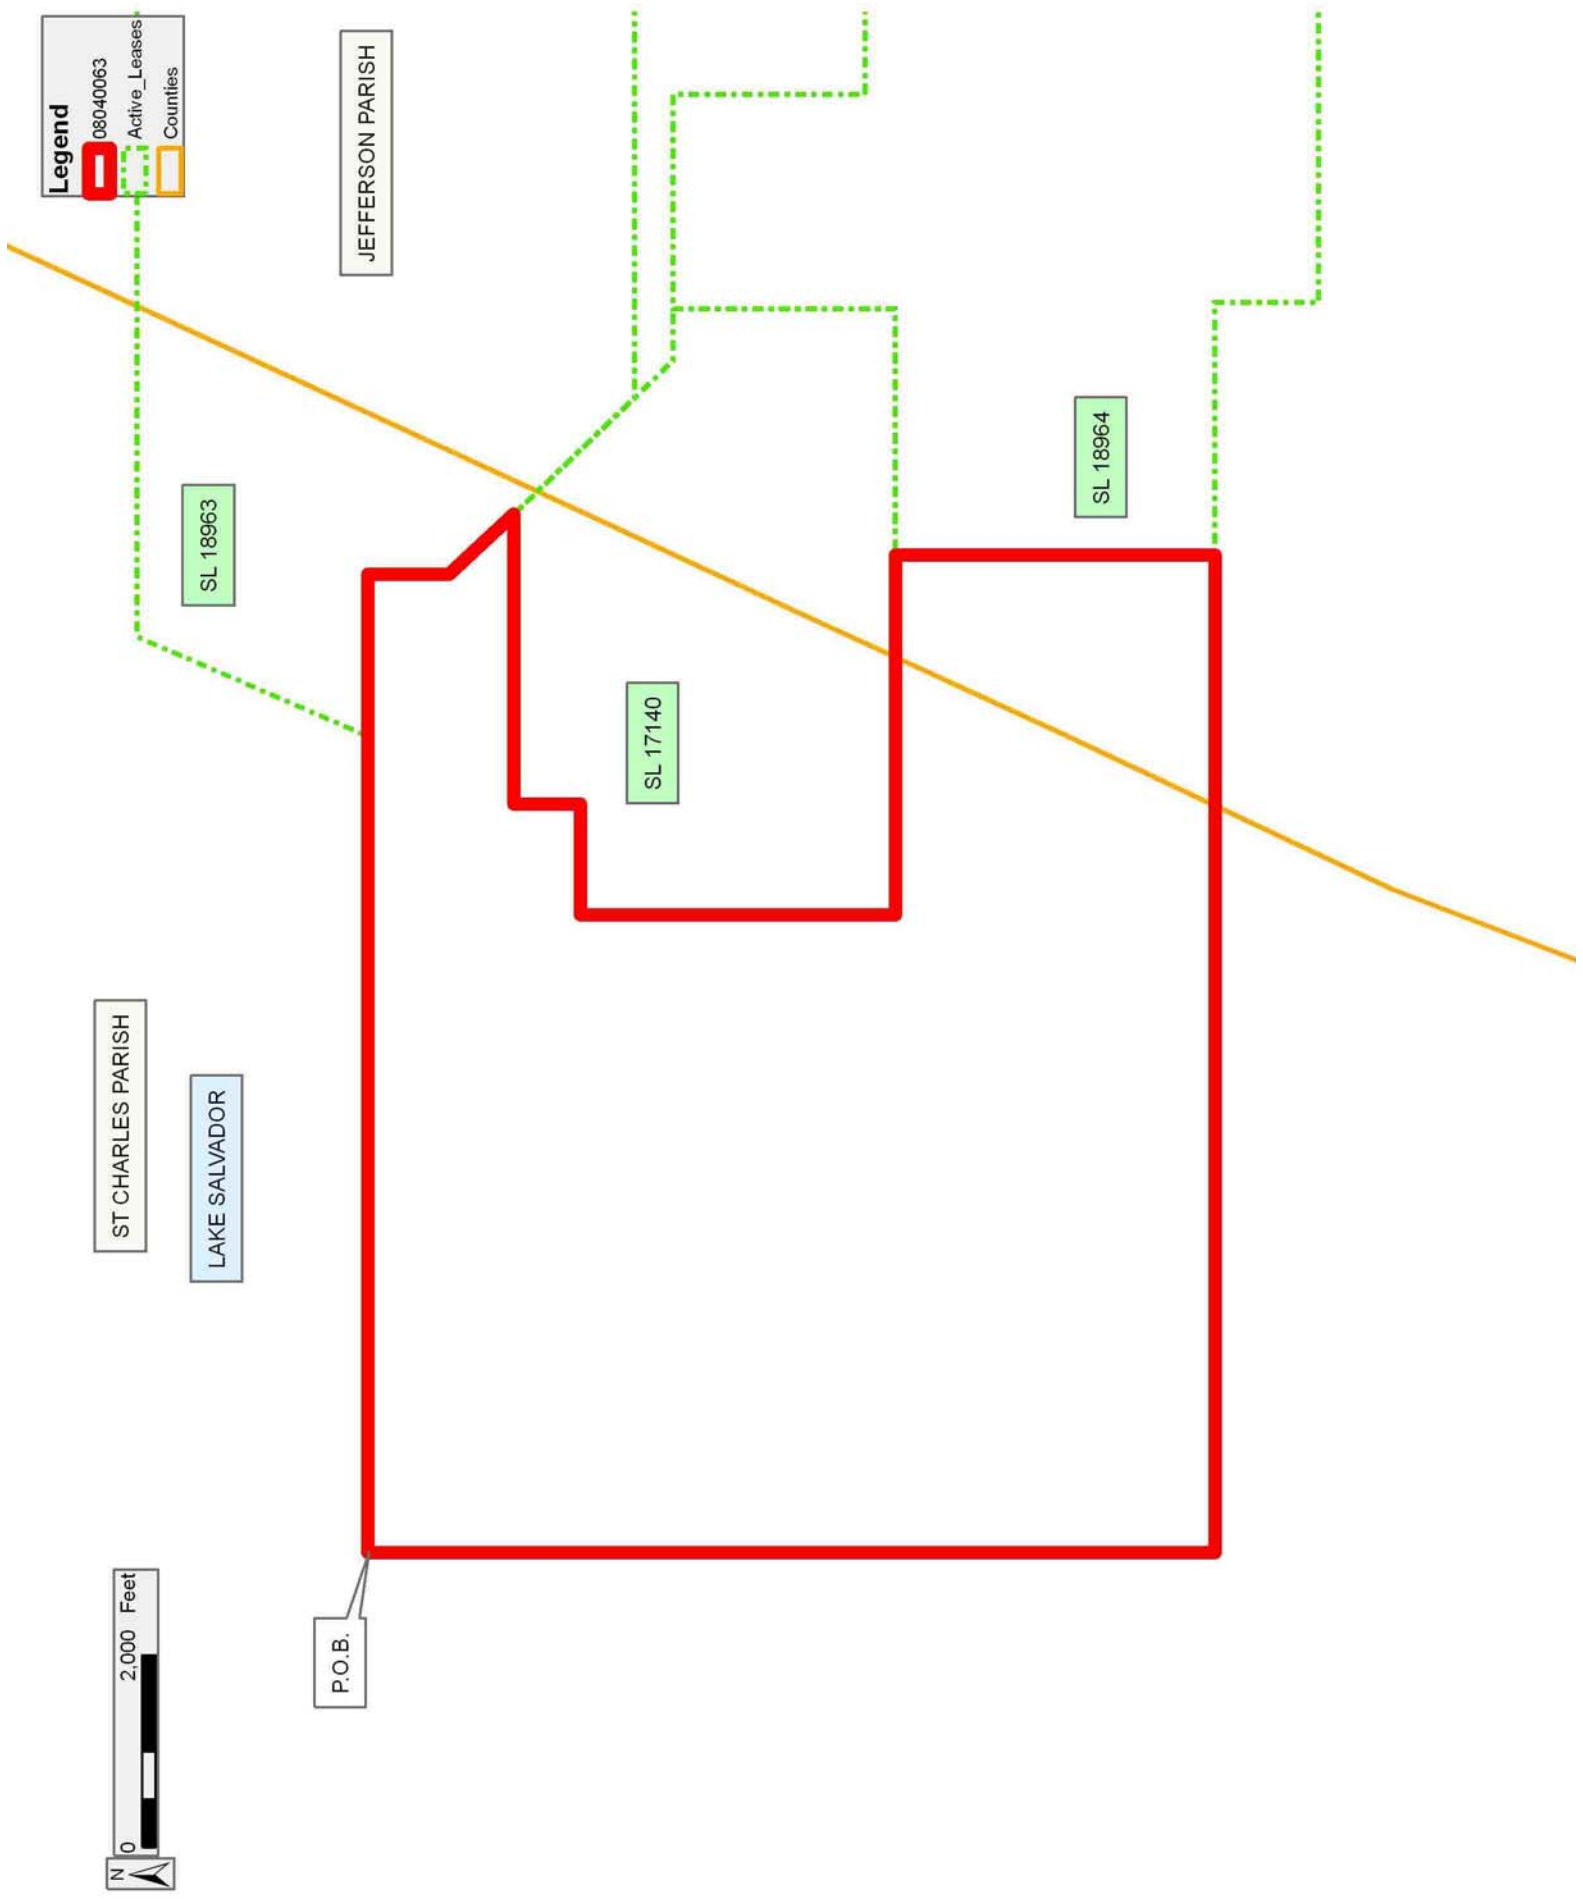 N
0 2,000 Feet
ST CHARLES PARISH
LAKE SALVADOR
P.O.B.
SL 18963
JEFFERSON PARISH
SL 17140
SL 18964
Legend
08040063
Active_Leases
Counties